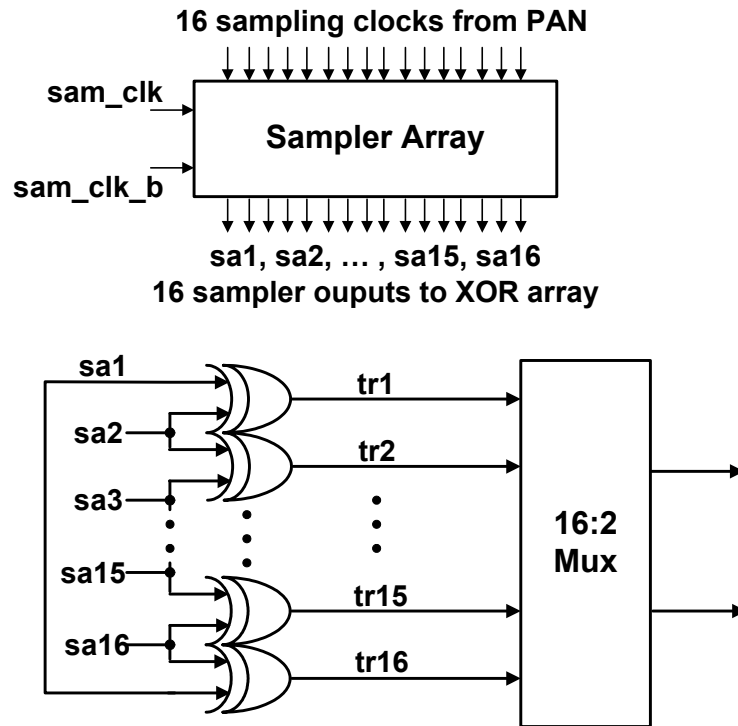 16 sampling clocks from PAN
sam_clk
Sampler Array
sam_clk_b
sa1, sa2, … , sa15, sa16
16 sampler ouputs to XOR array
sa1
tr1
sa2
tr2
sa3
16:2
Mux
sa15
tr15
sa16
tr16